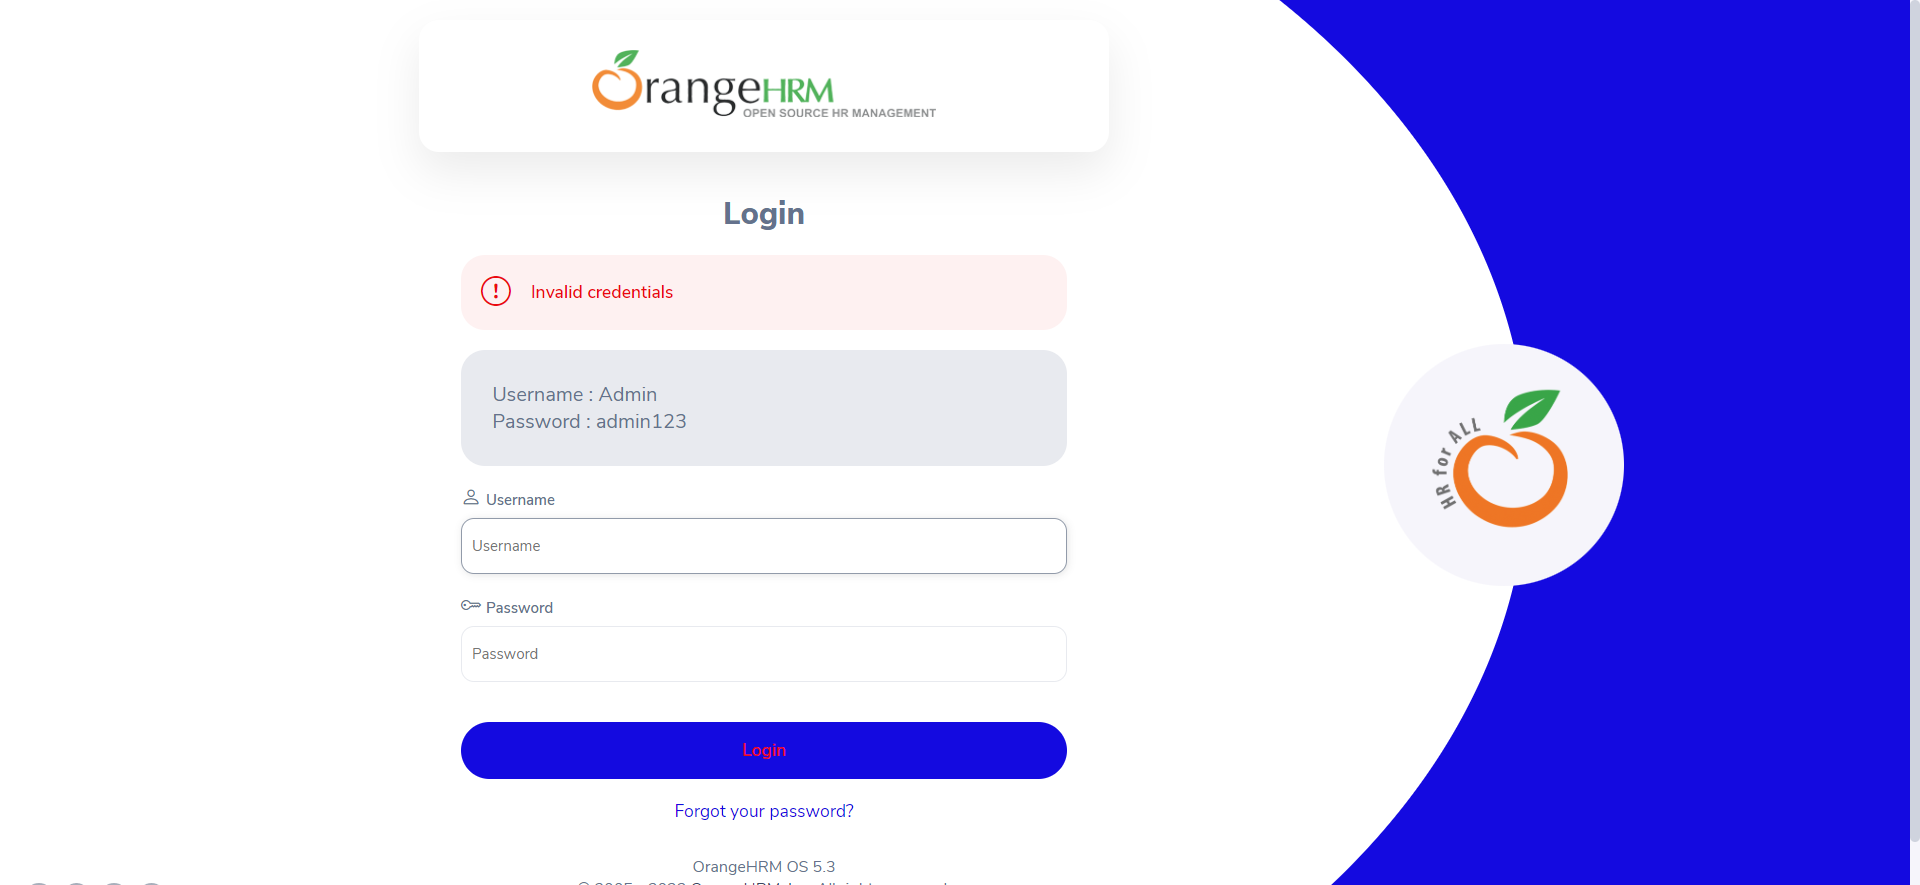 OrangeHRM
OPEN SOURCE HR MANAGEMENT
Login
Invalid credentials
Username : Admin
Password : admin123
Username
Username
Password
Password
Login
Forgot your password?
OrangeHRM OS 5.3
HR for ALL